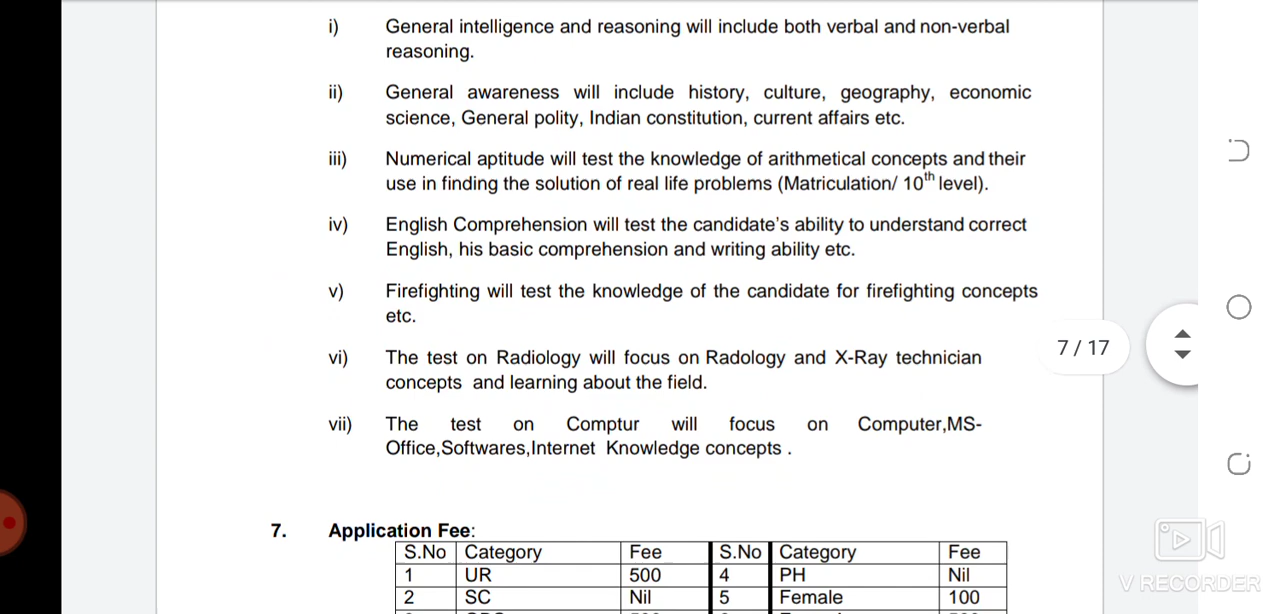 i) General intelligence and reasoning will include both verbal and non-verbal
reasoning.
ii) General awareness will include history, culture, geography, economic
science, General polity, Indian constitution, current affairs etc.
iii) Numerical aptitude will test the knowledge of arithmetical concepts and their
use in finding the solution of real life problems (Matriculation/ 10th level).
iv) English Comprehension will test the candidate's ability to understand correct
English, his basic comprehension and writing ability etc.
v) Firefighting will test the knowledge of the candidate for firefighting concepts
etc.
7 / 17
vi) The test on Radiology will focus on Radology and X-Ray technician
concepts and learning about the field.
vii) The test on Comptur will focus on Computer,MS-
Office,Softwares,Internet Knowledge concepts .
7. Application Fee:
S.No Category Fee S.No Category Fee
1 UR 500 4 PH Nil
2 SC Nil 5 Female 100
V RECORDER